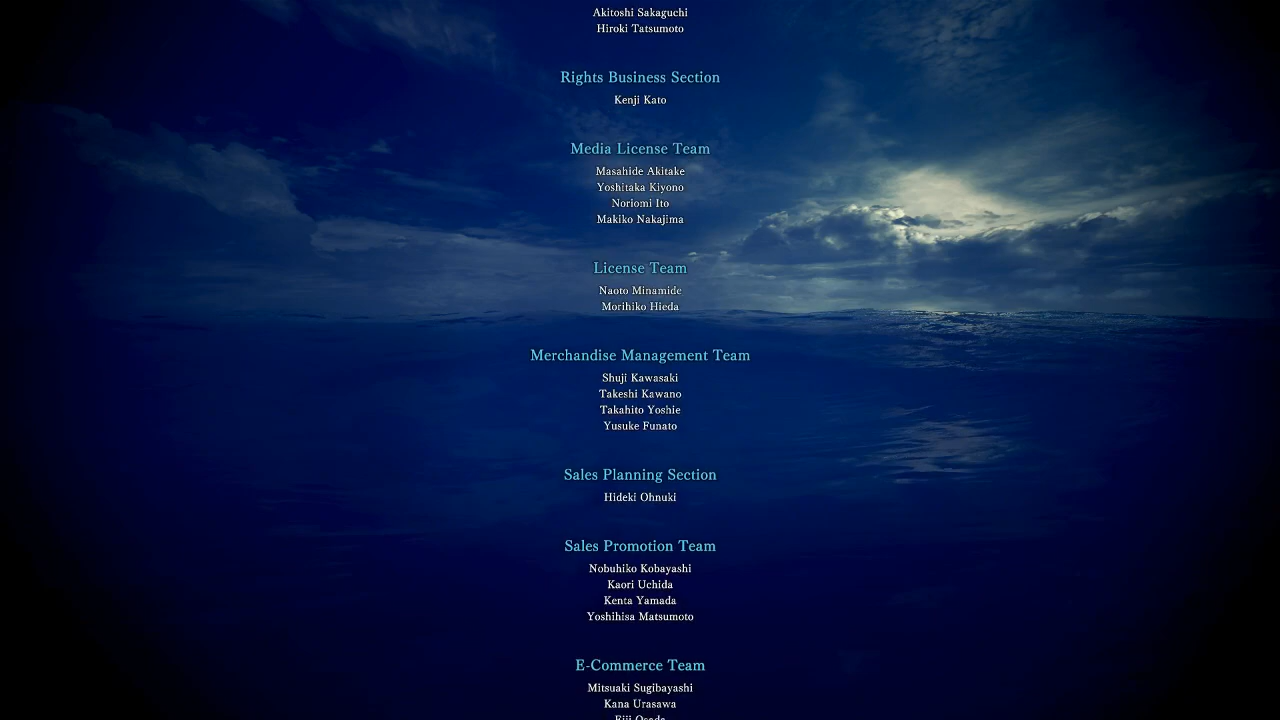 Akitoshi Sakaguchi
Hiroki Tatsumoto
Rights Business Section
Kenji Kato
Media License Team
Masahide Akitake
Yoshitaka Kiyono
Noriomi Ito
Makiko Nakajima
License Team
Naoto Minamide
Morihiko Hieda
Merchandise Management Team
Shuji Kawasaki
Takeshi Kawano
Takahito Yoshie
Yusuke Funato
Sales Planning Section
Hideki Ohnuki
Sales Promotion Team
Nobuhiko Kobayashi
Kaori Uchida
Kenta Yamada
Yoshihisa Matsumoto
E-Commerce Team
Mitsuaki Sugibayashi
Kana Urasawa